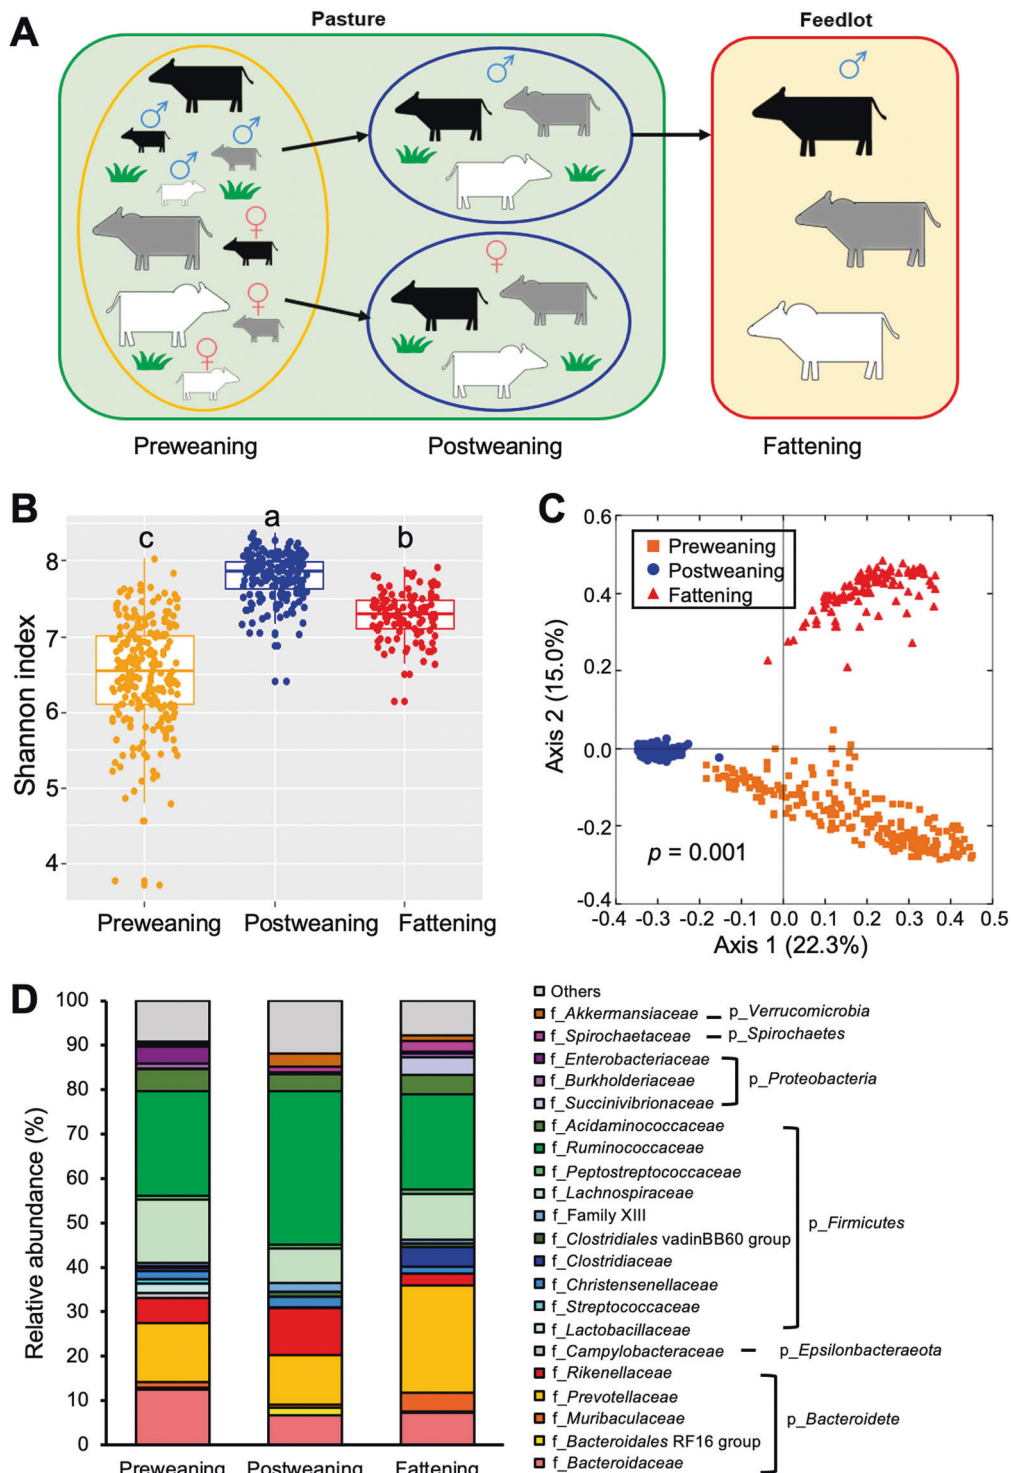 A
Pasture
Feedlot
♂
♂
♂
♂
♂
♀
♀
♀
♀
Preweaning
Postweaning
Fattening
B
c
a
b
8
7
6
5
4
Shannon index
Preweaning
Postweaning
Fattening
C
0.6
0.4
0.2
0.0
-0.2
-0.4
Preweaning
Postweaning
Fattening
Axis 2 (15.0%)
p = 0.001
-0.4
-0.3
-0.2
-0.1
0.0
0.1
0.2
0.3
0.4
0.5
Axis 1 (22.3%)
D
100
90
80
70
60
50
40
30
20
10
0
Relative abundance (%)
Preweaning
Postweaning
Fattening
Others
f_Akkermansiaceae
p_Verrucomicrobia
f_Spirochaetaceae
p_Spirochaetes
f_Enterobacteriaceae
f_Burkholderiaceae
p_Proteobacteria
f_Succinivibrionaceae
f_Acidaminococcaceae
f_Ruminococcaceae
f_Peptostreptococcaceae
f_Lachnospiraceae
f_Family XIII
p_Firmicutes
f_Clostridiales vadinBB60 group
f_Clostridiaceae
f_Christensenellaceae
f_Streptococcaceae
f_Lactobacillaceae
f_Campylobacteraceae
p_Epsilonbacteraeota
f_Rikenellaceae
f_Prevotellaceae
f_Muribaculaceae
p_Bacteroidete
f_Bacteroidales RF16 group
f_Bacteroidaceae